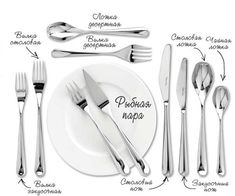 Ложка
десертная
Вилка
десертная
Вилка
столовая
Столовая
ложка
Чайная
ложка
Рыбная
пара
Вилка
закусочная
Столовый
нож
Закусочный
нож